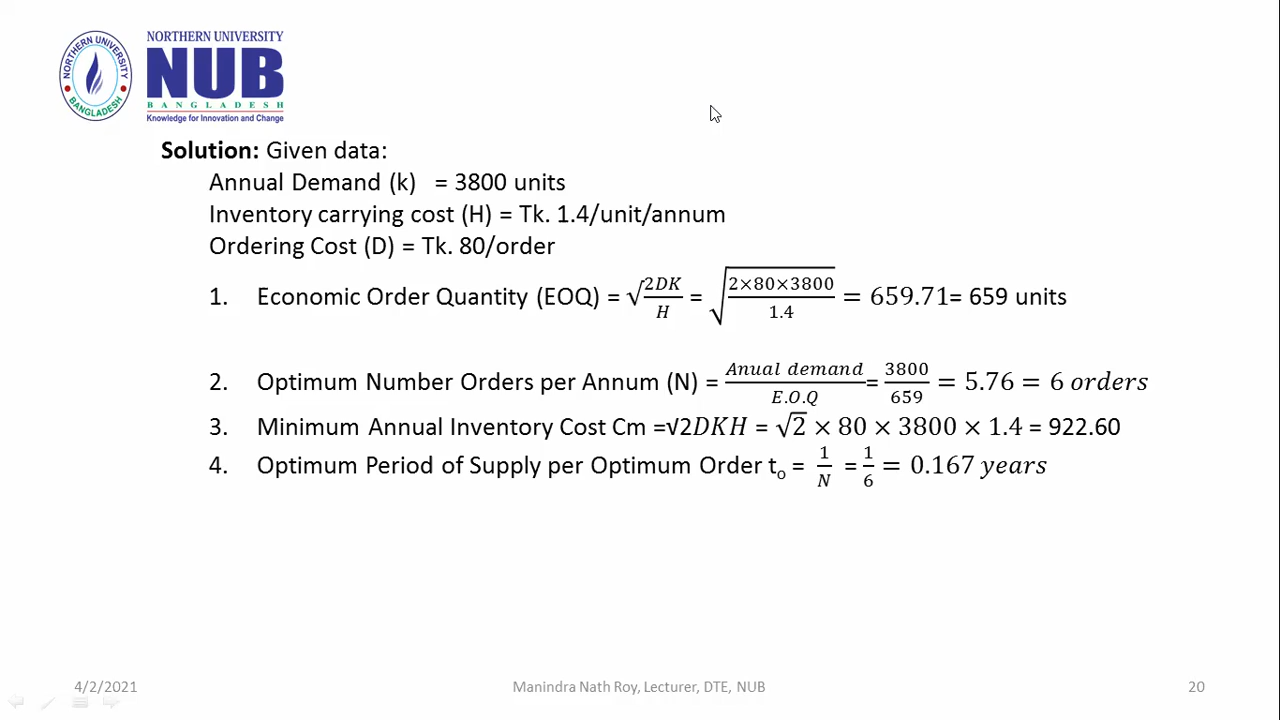 NORTHERN UNIVERSITY BANGLADESH
NORTHERN UNIVERSITY
NUB
BANGLADESH
Knowledge for Innovation and Change
Solution: Given data:
Annual Demand (k) = 3800 units
Inventory carrying cost (H) = Tk. 1.4/unit/annum
Ordering Cost (D) = Tk. 80/order
1. Economic Order Quantity (EOQ) = √2DK/H = √(2×80×3800/1.4) = 659.71= 659 units
2. Optimum Number Orders per Annum (N) = Anual demand/E.O.Q = 3800/659 = 5.76 = 6 orders
3. Minimum Annual Inventory Cost Cm =√2DKH = √2 × 80 × 3800 × 1.4 = 922.60
4. Optimum Period of Supply per Optimum Order to = 1/N = 1/6 = 0.167 years
4/2/2021 Manindra Nath Roy, Lecturer, DTE, NUB 20